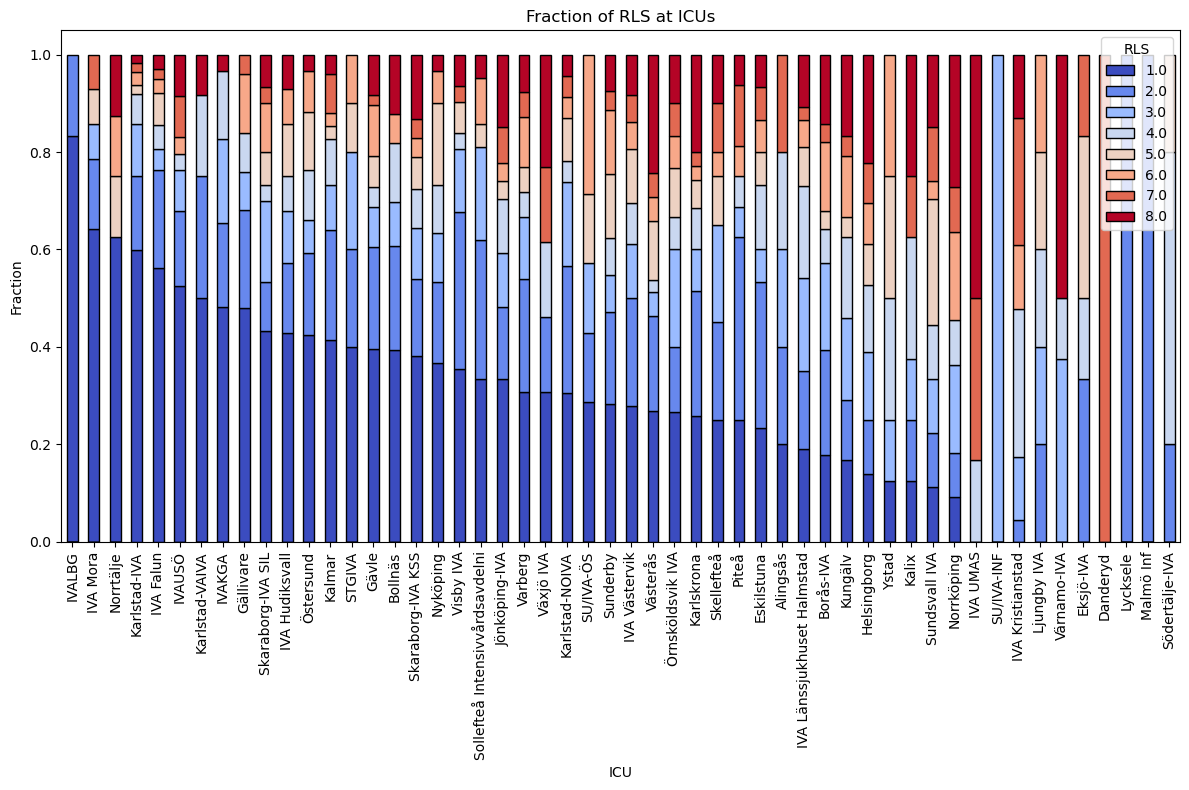 Fraction of RLS at ICUs
RLS
1.0
2.0
3.0
4.0
5.0
6.0
7.0
8.0
Fraction
1.0
0.8
0.6
0.4
0.2
0.0
IVALBG
IVA Mora
Norrtälje
Karlstad-IVA
IVA Falun
IVAUSÖ
Karlstad-VAIVA
IVAKGA
Gällivare
Skaraborg-IVA SIL
IVA Hudiksvall
Östersund
Kalmar
STGIVA
Gävle
Bollnäs
Skaraborg-IVA KSS
Nyköping
Visby IVA
Sollefteå Intensivvårdsavdelni
Jönköping-IVA
Varberg
Växjö IVA
Karlstad-NOIVA
SU/IVA-ÖS
Sunderby
IVA Västervik
Västerås
Örnsköldsvik IVA
Karlskrona
Skellefteå
Piteå
Eskilstuna
Alingsås
IVA Länssjukhuset Halmstad
Borås-IVA
Kungälv
Helsingborg
Ystad
Kalix
Sundsvall IVA
Norrköping
IVA UMAS
SU/IVA-INF
IVA Kristianstad
Ljungby IVA
Värnamo-IVA
Eksjö-IVA
Danderyd
Lycksele
Malmö Inf
Södertälje-IVA
ICU